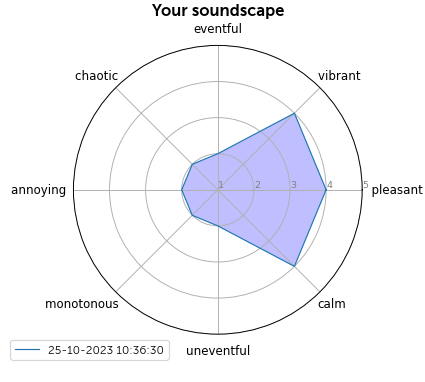 Your soundscape
eventful
chaotic
vibrant
annoying
1 2 3 4 5
pleasant
monotonous
calm
25-10-2023 10:36:30
uneventful